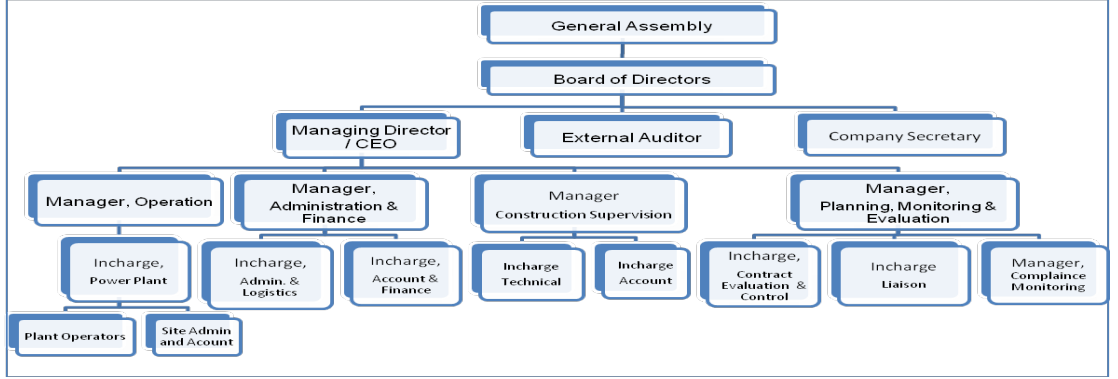 General Assembly
Board of Directors
Managing Director
/ CEO
External Auditor
Company Secretary
Manager, Operation
Manager,
Administration &
Finance
Manager
Construction Supervision
Manager,
Planning, Monitoring &
Evaluation
Incharge,
Power Plant
Incharge,
Admin. &
Logistics
Incharge,
Account &
Finance
Incharge
Technical
Incharge
Account
Incharge,
Contract
Evaluation &
Control
Incharge
Liaison
Manager,
Complaince
Monitoring
Plant Operators
Site Admin
and Acount